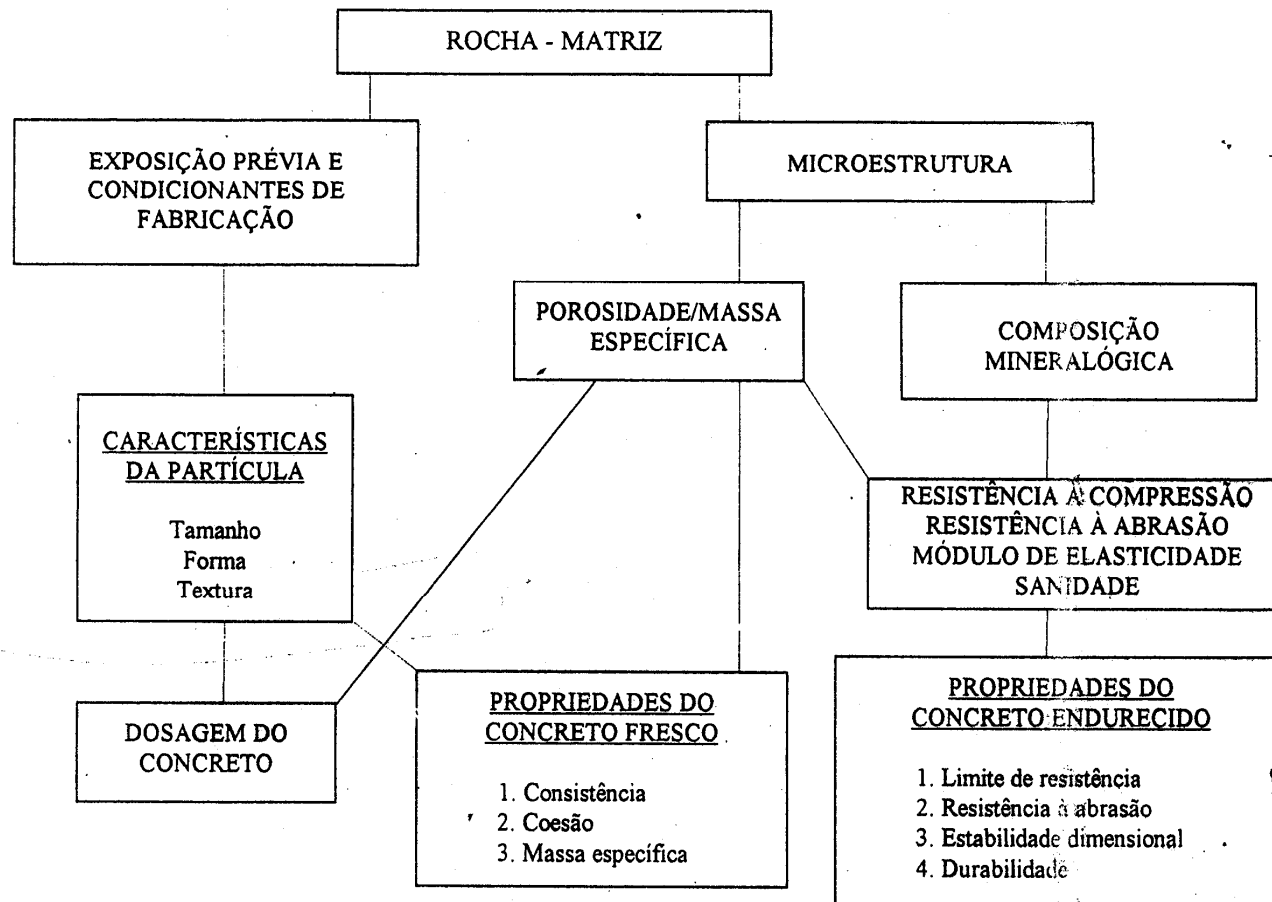 ROCHA - MATRIZ
EXPOSIÇÃO PRÉVIA E
CONDICIONANTES DE
FABRICAÇÃO
MICROESTRUTURA
POROSIDADE/MASSA
ESPECÍFICA
COMPOSIÇÃO
MINERALÓGICA
CARACTERÍSTICAS
DA PARTÍCULA
Tamanho
Forma
Textura
RESISTÊNCIA À COMPRESSÃO
RESISTÊNCIA À ABRASÃO
MÓDULO DE ELASTICIDADE
SANIDADE
DOSAGEM DO
CONCRETO
PROPRIEDADES DO
CONCRETO FRESCO
1. Consistência
2. Coesão
3. Massa específica
PROPRIEDADES DO
CONCRETO ENDURECIDO
1. Limite de resistência
2. Resistência à abrasão
3. Estabilidade dimensional
4. Durabilidade